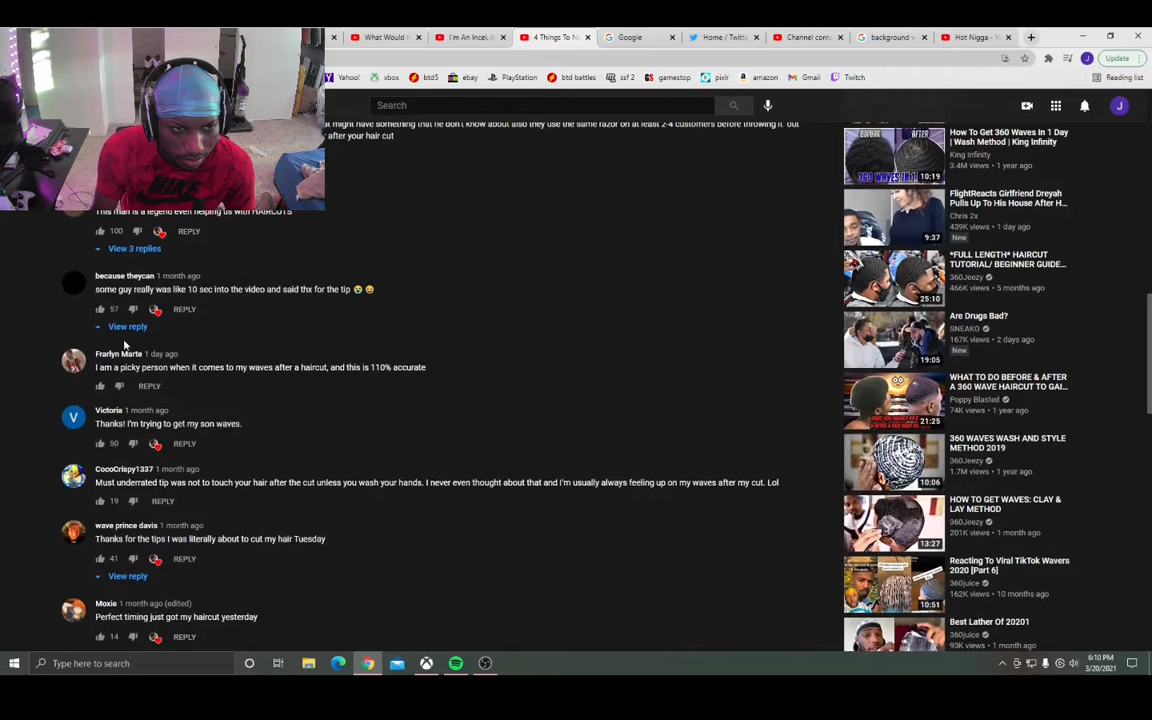 What Would H
I'm An Incel. A
4 Things To N
Google
Home / Twitt
Channel conte
background v
Hot Nigga - Yo
Update
Yahoo!
xbox
btd5
ebay
PlayStation
btd battles
ssf 2
gamestop
pixlr
amazon
Gmail
Twitch
Reading list
Search
J
might have something that he don't know about also they use the same razor on at least 2-4 customers before throwing it out
after your hair cut
This man is a legend even helping us with HAIRCUTS
100 REPLY
View 3 replies
because theycan 1 month ago
some guy really was like 10 sec into the video and said thx for the tip 😭 😆
57 REPLY
View reply
Frarlyn Marte 1 day ago
I am a picky person when it comes to my waves after a haircut, and this is 110% accurate
REPLY
V
Victoria 1 month ago
Thanks! I'm trying to get my son waves.
50 REPLY
CocoCrispy1337 1 month ago
Must underrated tip was not to touch your hair after the cut unless you wash your hands. I never even thought about that and I'm usually always feeling up on my waves after my cut. Lol
19 REPLY
wave prince davis 1 month ago
Thanks for the tips I was literally about to cut my hair Tuesday
41 REPLY
View reply
Moxie 1 month ago (edited)
Perfect timing just got my haircut yesterday
14 REPLY
BEFORE AFTER
10:19
How To Get 360 Waves In 1 Day
| Wash Method | King Infinity
King Infinity
3.4M views • 1 year ago
9:37
FlightReacts Girlfriend Dreyah
Pulls Up To His House After H...
Chris 2x
439K views • 1 day ago
New
25:10
*FULL LENGTH* HAIRCUT
TUTORIAL/ BEGINNER GUIDE...
360Jeezy
466K views • 10 months ago
19:05
Are Drugs Bad?
SNEAKO
167K views • 2 days ago
New
21:25
WHAT TO DO BEFORE & AFTER
A 360 WAVE HAIRCUT TO GAI...
Poppy Blasted
74K views • 1 year ago
10:06
360 WAVES WASH AND STYLE
METHOD 2019
360Jeezy
1.7M views • 1 year ago
13:27
HOW TO GET WAVES: CLAY &
LAY METHOD
360Jeezy
201K views • 1 month ago
10:51
Reacting To Viral TikTok Wavers
2020 [Part 6]
360juice
162K views • 10 months ago
Best Lather Of 20201
360juice
93K views • 1 month ago
NIKE
Type here to search
6:10 PM
3/20/2021